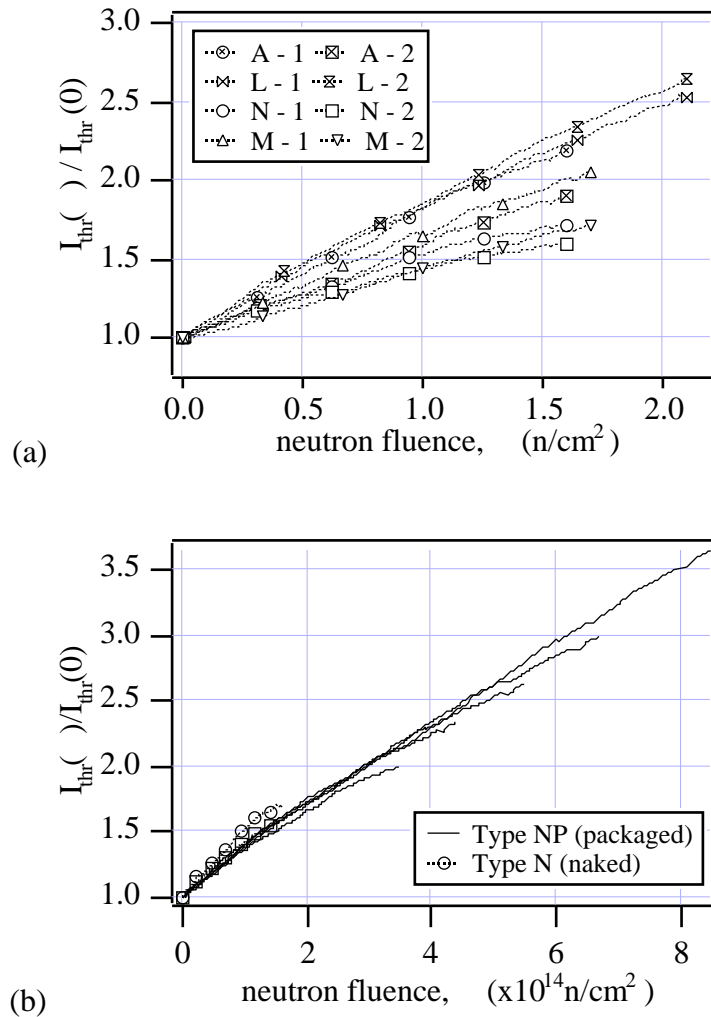 3.0
2.5
2.0
1.5
1.0
I_thr( ) / I_thr(0)
A - 1 A - 2
L - 1 L - 2
N - 1 N - 2
M - 1 M - 2
0.0 0.5 1.0 1.5 2.0
neutron fluence, (n/cm²)
(a)
3.5
3.0
2.5
2.0
1.5
1.0
I_thr( )/I_thr(0)
Type NP (packaged)
Type N (naked)
0 2 4 6 8
neutron fluence, (x10¹⁴n/cm²)
(b)